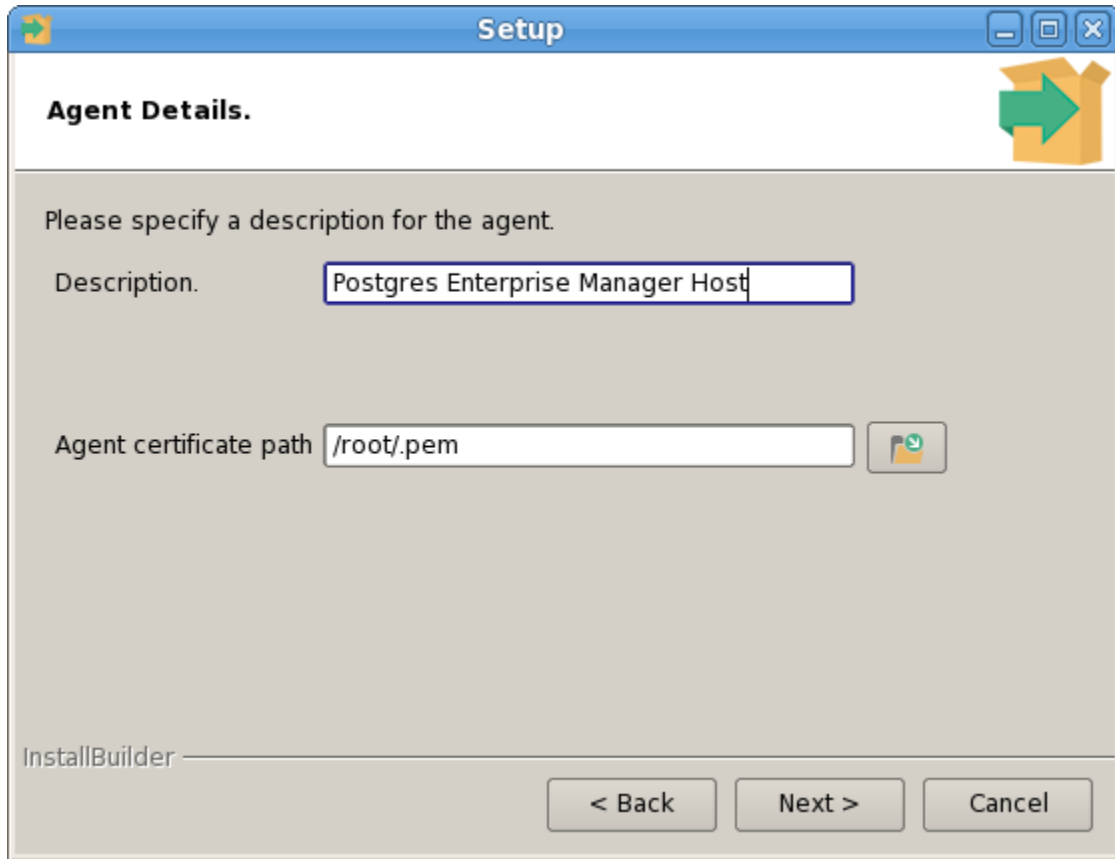 Setup
Agent Details.
Please specify a description for the agent.
Description. Postgres Enterprise Manager Host
Agent certificate path /root/.pem
InstallBuilder
< Back Next > Cancel